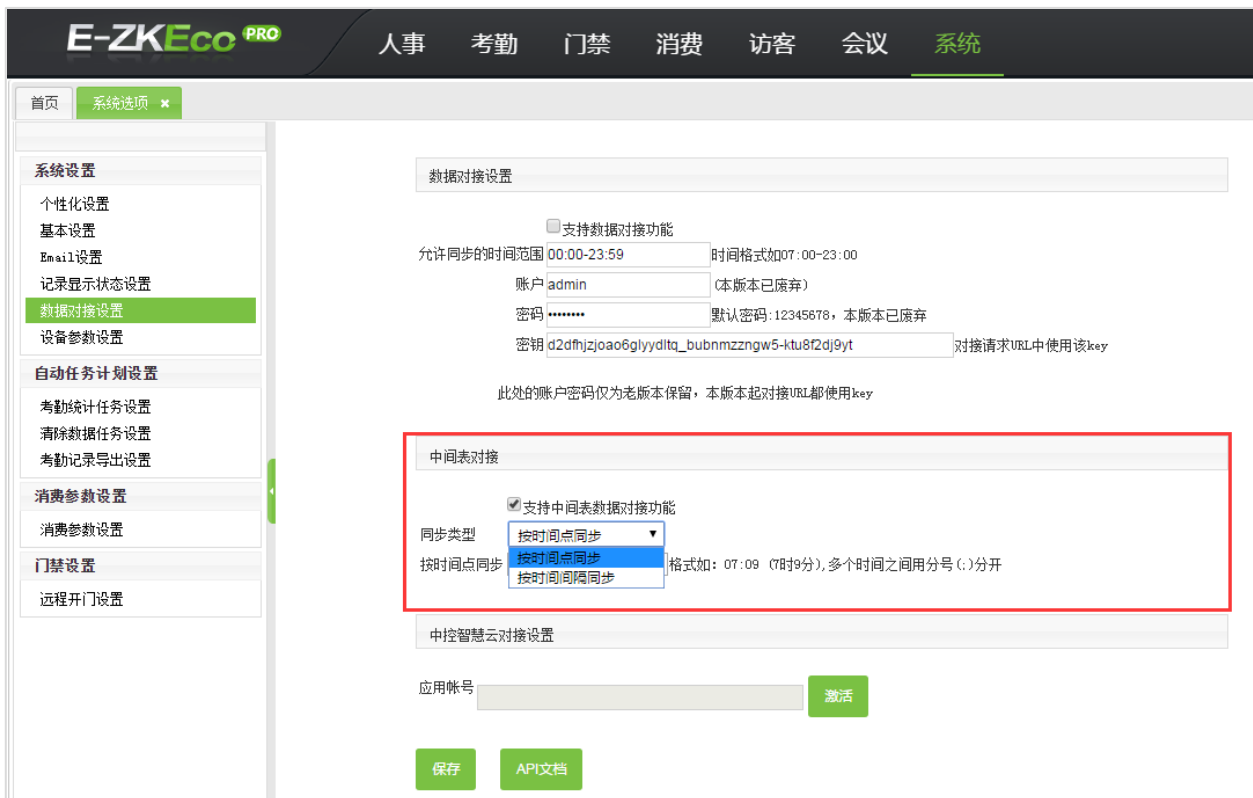 E-ZKEco PRO 人事 考勤 门禁 消费 访客 会议 系统
首页 系统选项 ×
系统设置
个性化设置
基本设置
Email设置
记录显示状态设置
数据对接设置
设备参数设置
自动任务计划设置
考勤统计任务设置
清除数据任务设置
考勤记录导出设置
消费参数设置
消费参数设置
门禁设置
远程开门设置
数据对接设置
支持数据对接功能
允许同步的时间范围 00:00-23:59 时间格式如07:00-23:00
账户 admin (本版本已废弃)
密码 •••••••• 默认密码:12345678，本版本已废弃
密钥 d2dfhjzjoao6glyydltq_bubnmzzngw5-ktu8f2dj9yt 对接请求URL中使用该key
此处的账户密码仅为老版本保留，本版本起对接URL都使用key
中间表对接
支持中间表数据对接功能
同步类型 按时间点同步
按时间点同步 格式如：07:09 (7时9分),多个时间之间用分号(;)分开
按时间点同步
按时间间隔同步
中控智慧云对接设置
应用帐号 激活
保存 API文档